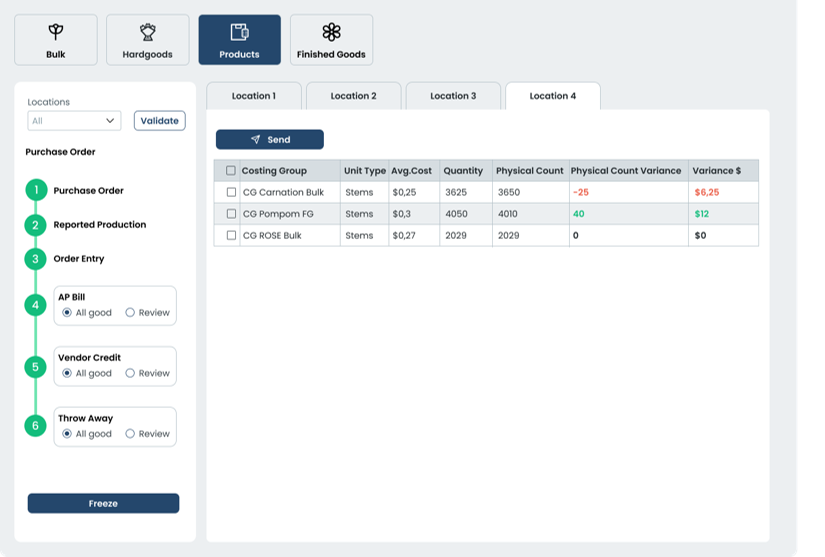 Bulk
Hardgoods
Products
Finished Goods
Locations
All
Validate
Purchase Order
1 Purchase Order
2 Reported Production
3 Order Entry
4 AP Bill
All good Review
5 Vendor Credit
All good Review
6 Throw Away
All good Review
Freeze
Location 1
Location 2
Location 3
Location 4
Send
Costing Group Unit Type Avg.Cost Quantity Physical Count Physical Count Variance Variance $
CG Carnation Bulk Stems $0,25 3625 3650 -25 $6,25
CG Pompom FG Stems $0,3 4050 4010 40 $12
CG ROSE Bulk Stems $0,27 2029 2029 0 $0